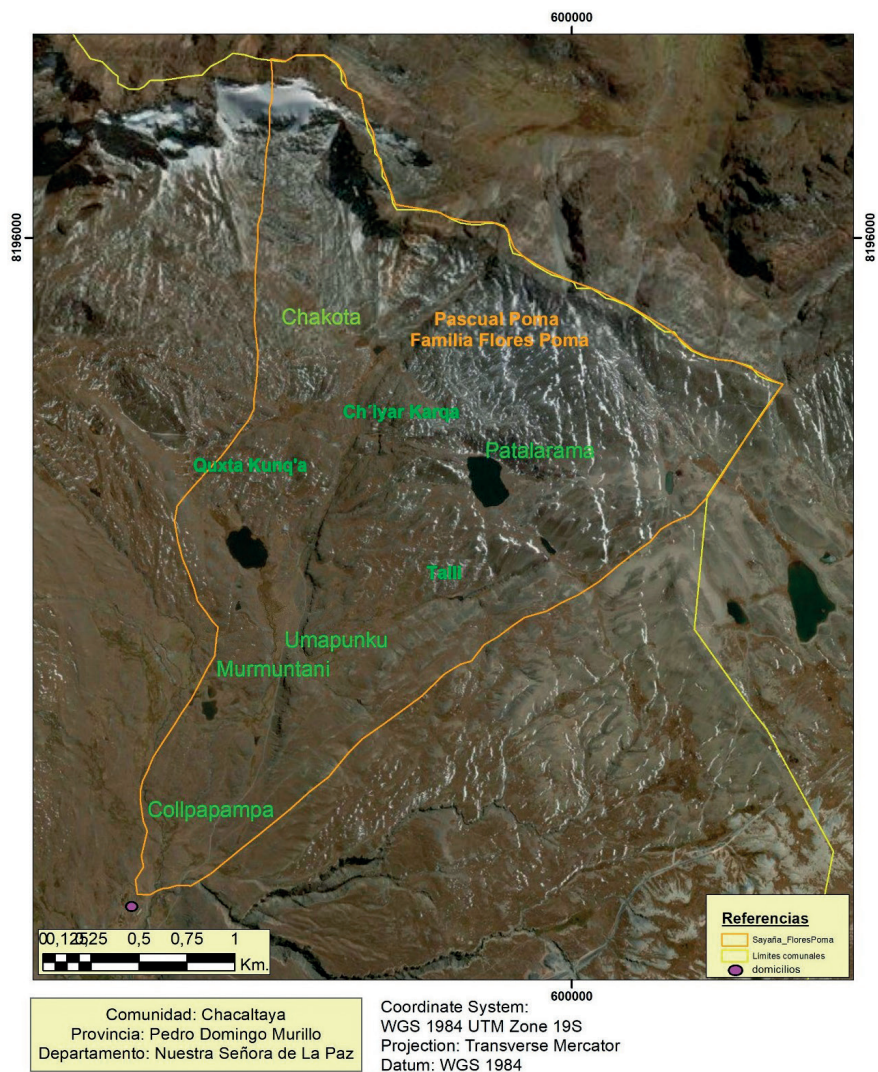 600000
8196000
8196000
Chakota
Pascual Poma
Familia Flores Poma
Ch´iyar Karqa
Patalarama
Quxta Kunq'a
Talli
Umapunku
Murmuntani
Collpapampa
0 0,125 0,25 0,5 0,75 1
Km.
Referencias
Sayaña_FloresPoma
Límites comunales
domicilios
600000
Comunidad: Chacaltaya
Provincia: Pedro Domingo Murillo
Departamento: Nuestra Señora de La Paz
Coordinate System:
WGS 1984 UTM Zone 19S
Projection: Transverse Mercator
Datum: WGS 1984